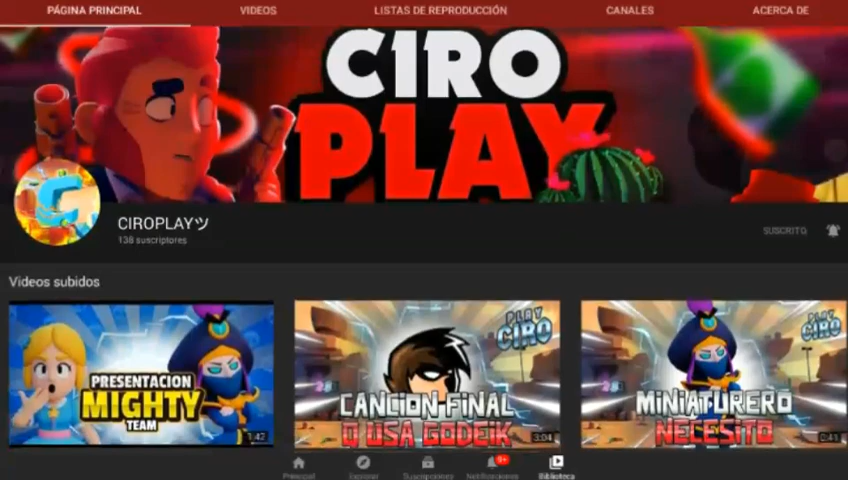 PÁGINA PRINCIPAL
VIDEOS
LISTAS DE REPRODUCCIÓN
CANALES
ACERCA DE
CIRO
PLAY
CIROPLAYツ
138 suscriptores
SUSCRITO
Videos subidos
PRESENTACION
MIGHTY
TEAM
1:42
PLAY
CIRO
CANCION FINAL
Q USA GODEIK
3:04
PLAY
CIRO
MINIATURERO
NECESITO
0:41
Principal
Explorar
Suscripciones
9+
Notificaciones
Biblioteca